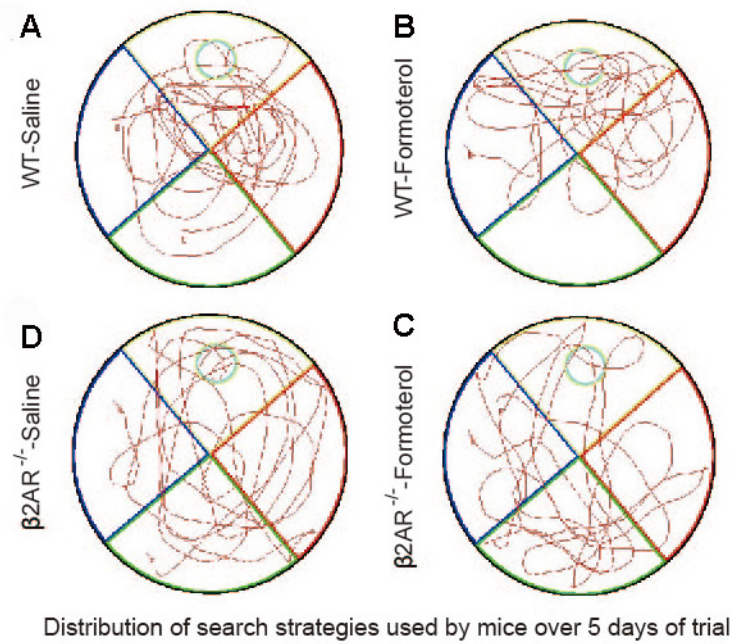 A
B
WT-Saline
WT-Formoterol
D
C
β2AR-/--Saline
β2AR-/--Formoterol
Distribution of search strategies used by mice over 5 days of trial